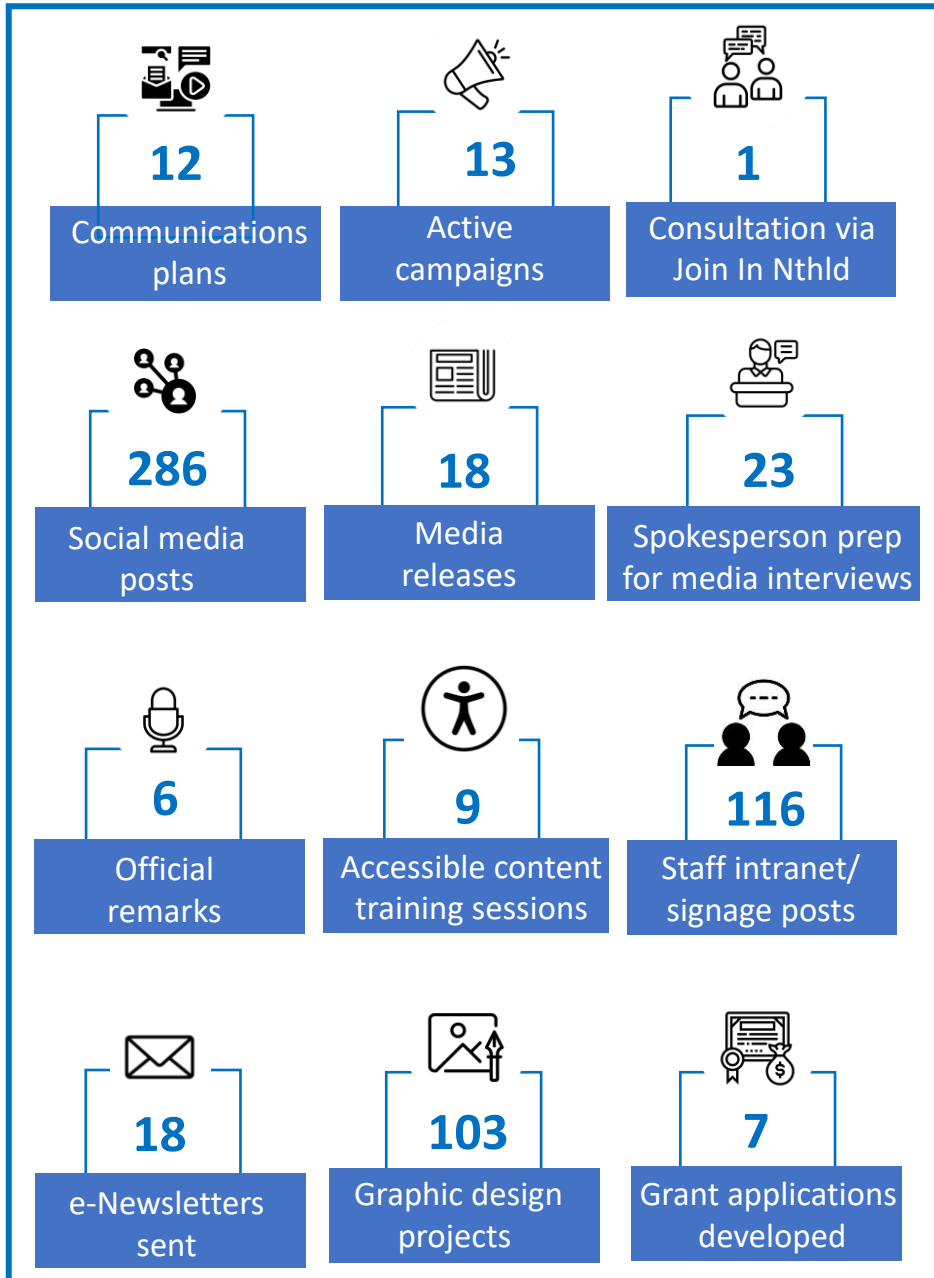 12
Communications
plans
13
Active
campaigns
1
Consultation via
Join In Nthld
286
Social media
posts
18
Media
releases
23
Spokesperson prep
for media interviews
6
Official
remarks
9
Accessible content
training sessions
116
Staff intranet/
signage posts
18
e-Newsletters
sent
103
Graphic design
projects
7
Grant applications
developed